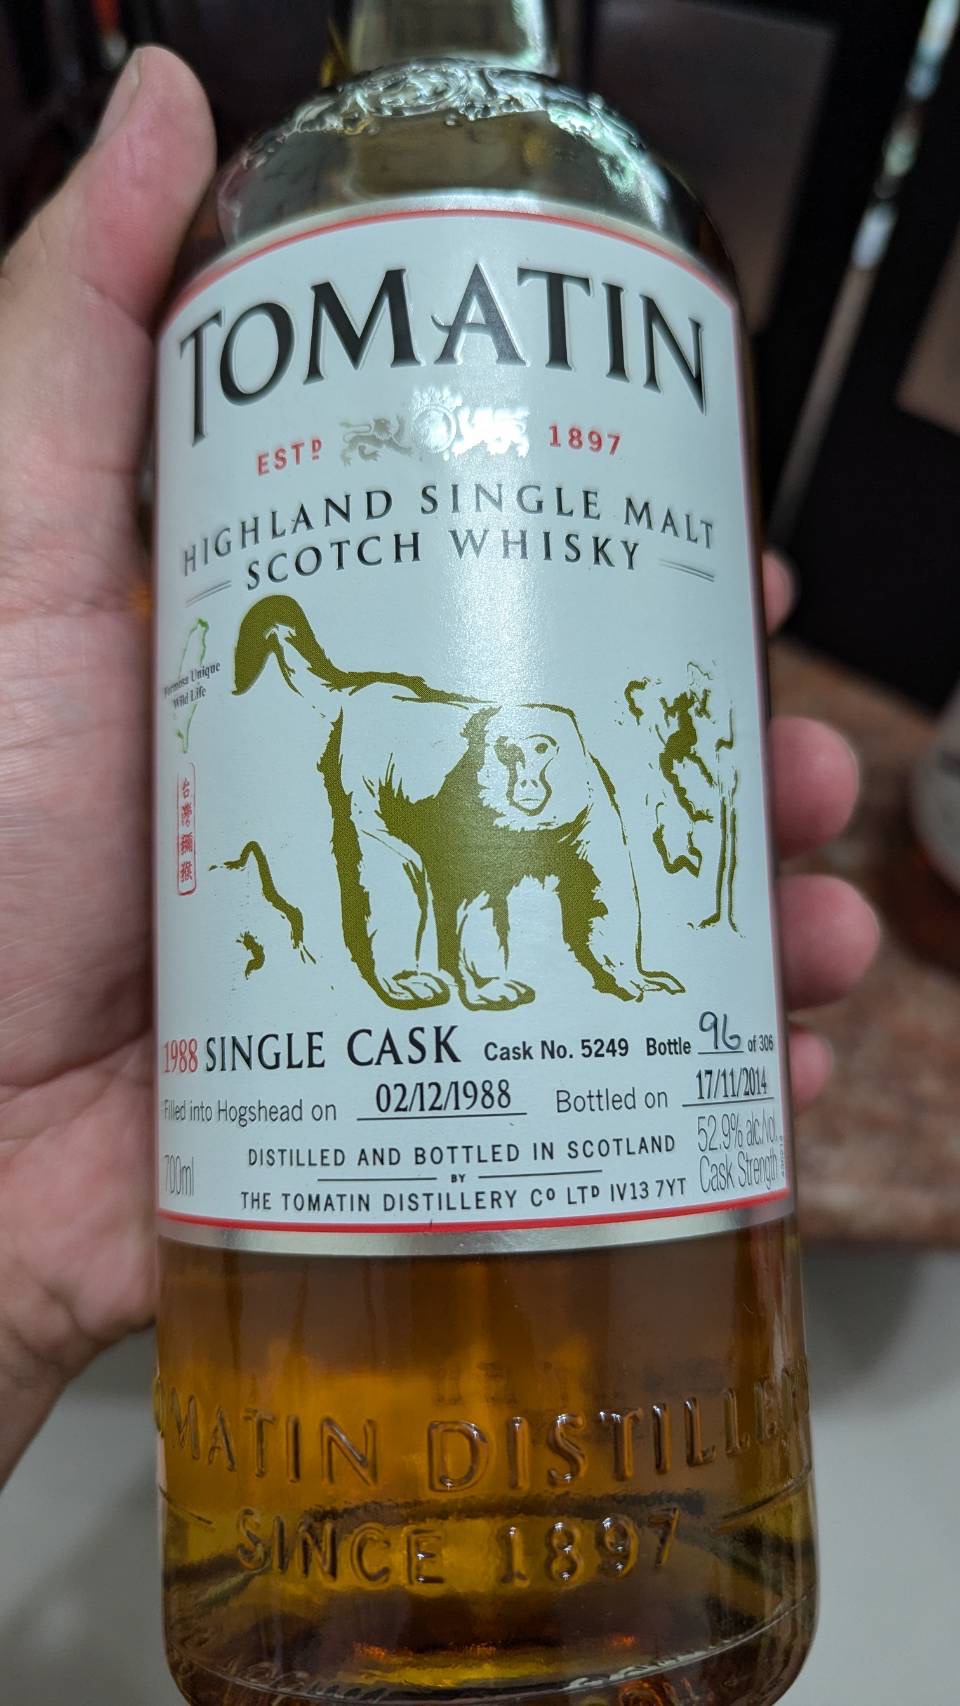 TOMATIN
ESTD 1897
HIGHLAND SINGLE MALT
SCOTCH WHISKY
Formosa Unique
Wild Life
台灣獼猴
1988 SINGLE CASK Cask No. 5249 Bottle 96 of 306
Filled into Hogshead on 02/12/1988 Bottled on 17/11/2014
700ml
DISTILLED AND BOTTLED IN SCOTLAND
BY
THE TOMATIN DISTILLERY CO LTD IV13 7YT
52.9% alc./vol.
Cask Strength
TOMATIN DISTILLERY
SINCE 1897